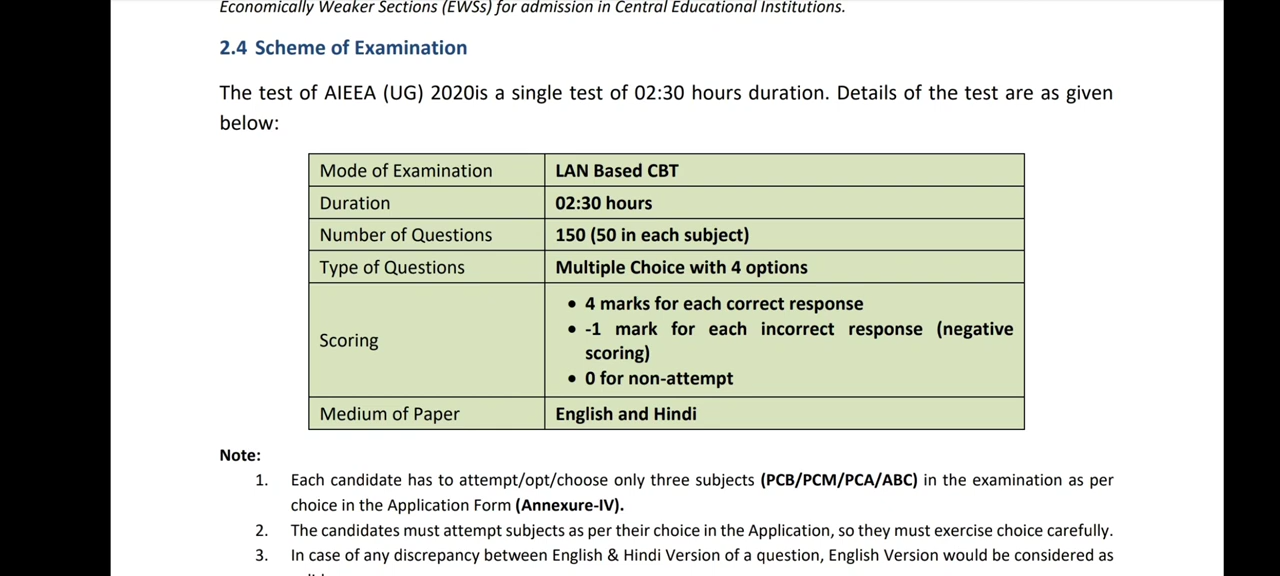 Economically Weaker Sections (EWSs) for admission in Central Educational Institutions.
2.4 Scheme of Examination
The test of AIEEA (UG) 2020is a single test of 02:30 hours duration. Details of the test are as given
below:
Mode of Examination LAN Based CBT
Duration 02:30 hours
Number of Questions 150 (50 in each subject)
Type of Questions Multiple Choice with 4 options
Scoring
• 4 marks for each correct response
• -1 mark for each incorrect response (negative
scoring)
• 0 for non-attempt
Medium of Paper English and Hindi
Note:
1. Each candidate has to attempt/opt/choose only three subjects (PCB/PCM/PCA/ABC) in the examination as per
choice in the Application Form (Annexure-IV).
2. The candidates must attempt subjects as per their choice in the Application, so they must exercise choice carefully.
3. In case of any discrepancy between English & Hindi Version of a question, English Version would be considered as